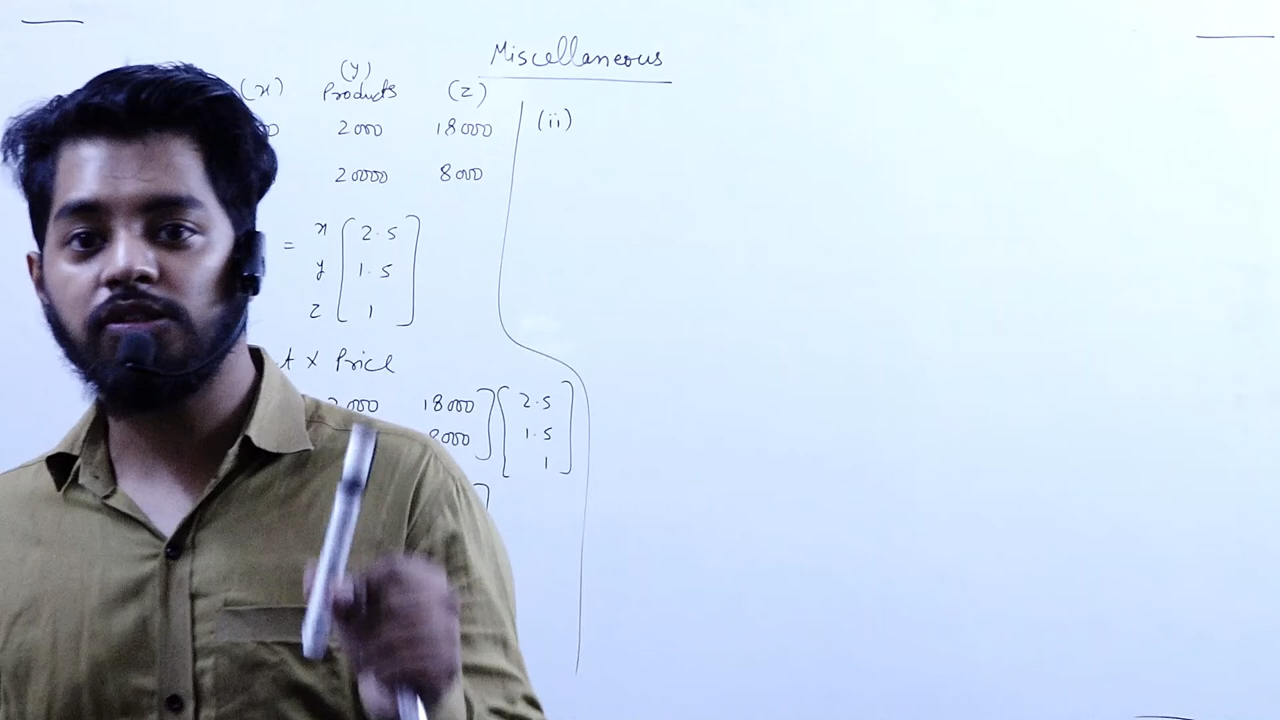 Miscellaneous
(x) (y) Products (z)
2000 18000
20000 8000
= x [ 2.5 ]
y [ 1.5 ]
z [ 1 ]
A × Price
2000 18000 ] [ 2.5 ]
8000 ] [ 1.5 ]
[ 1 ]
(ii)